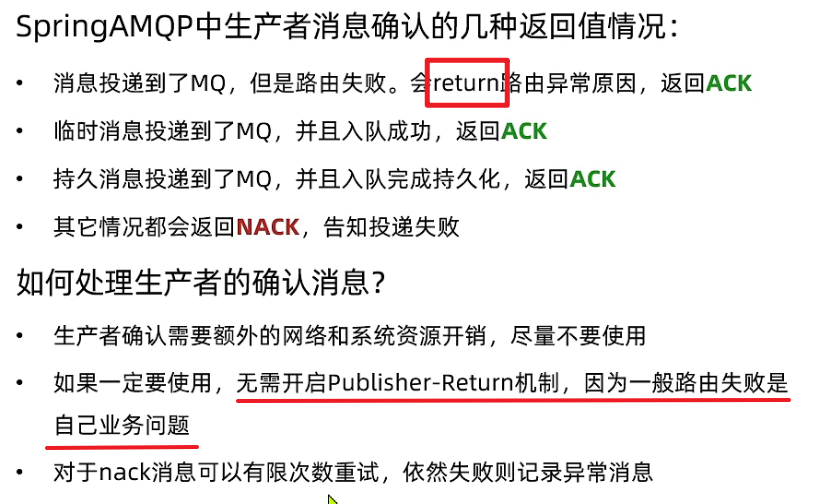 SpringAMQP中生产者消息确认的几种返回值情况：
• 消息投递到了MQ，但是路由失败。会return路由异常原因，返回ACK
• 临时消息投递到了MQ，并且入队成功，返回ACK
• 持久消息投递到了MQ，并且入队完成持久化，返回ACK
• 其它情况都会返回NACK，告知投递失败
如何处理生产者的确认消息？
• 生产者确认需要额外的网络和系统资源开销，尽量不要使用
• 如果一定要使用，无需开启Publisher-Return机制，因为一般路由失败是
自己业务问题
• 对于nack消息可以有限次数重试，依然失败则记录异常消息